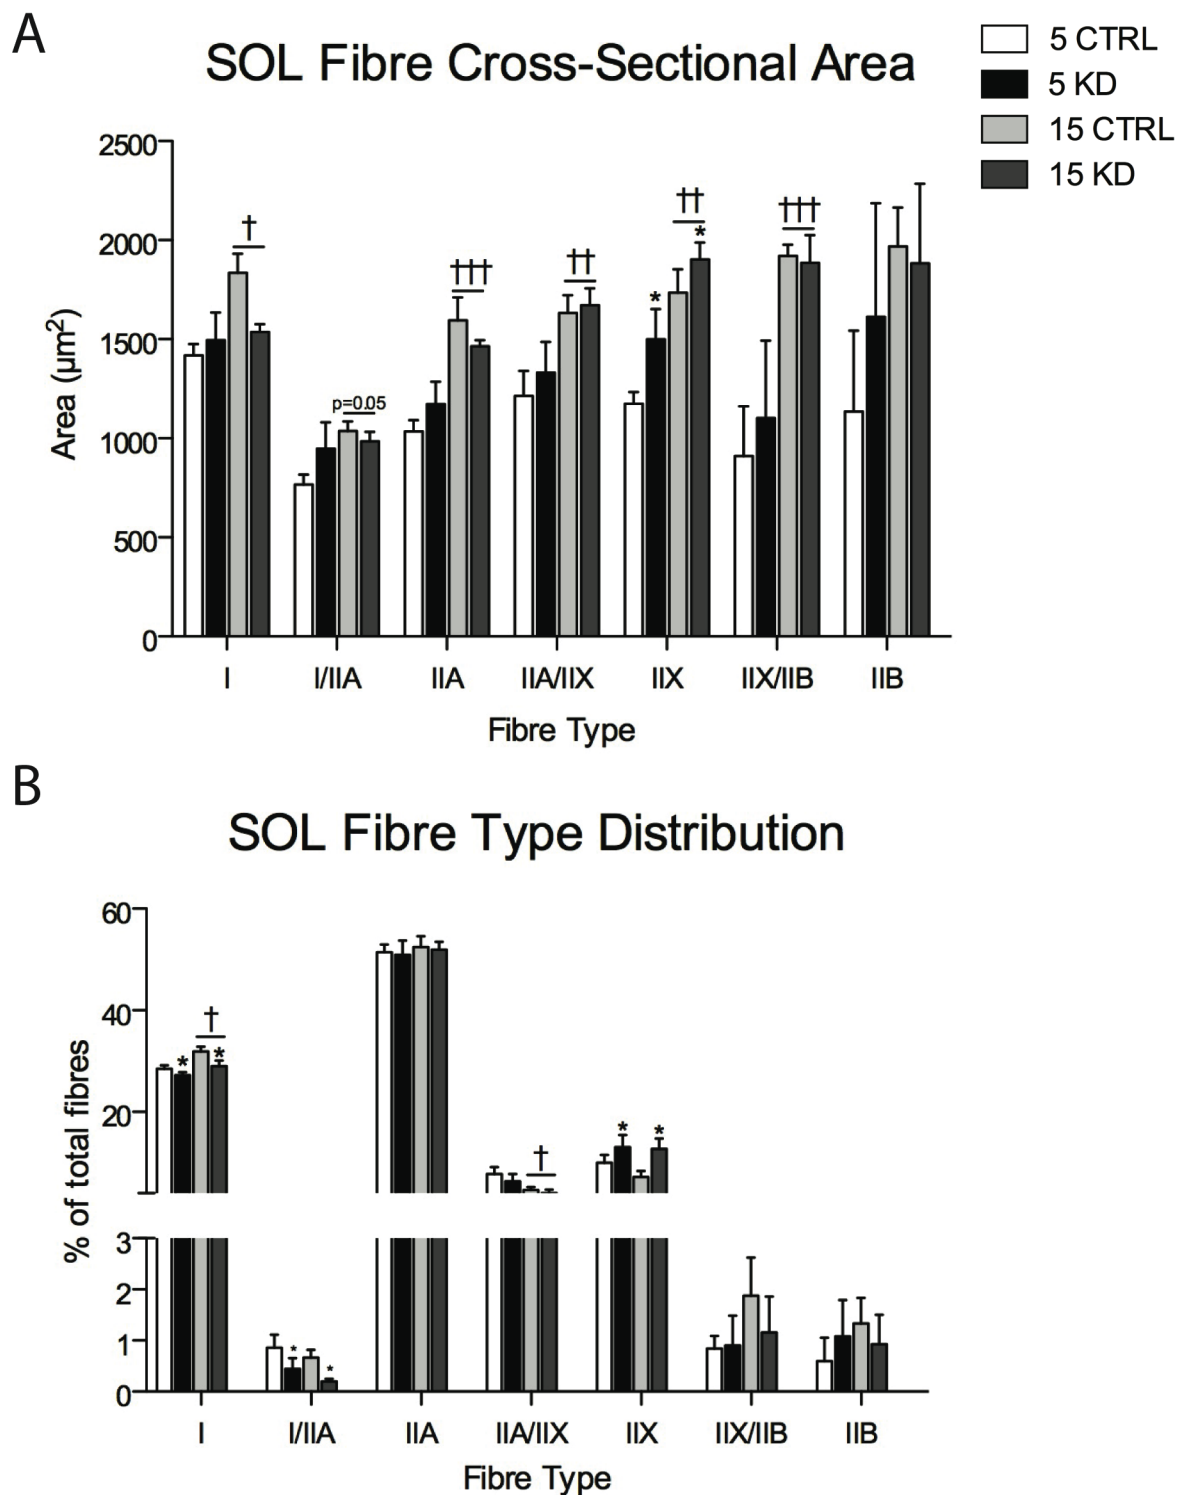 A
SOL Fibre Cross-Sectional Area
5 CTRL
5 KD
15 CTRL
15 KD
2500
2000
1500
1000
500
0
Area (µm²)
†
p=0.05
†††
††
*
††
*
†††
I
I/IIA
IIA
IIA/IIX
IIX
IIX/IIB
IIB
Fibre Type
B
SOL Fibre Type Distribution
60
40
20
3
2
1
0
% of total fibres
*
†
*
*
*
†
*
*
I
I/IIA
IIA
IIA/IIX
IIX
IIX/IIB
IIB
Fibre Type